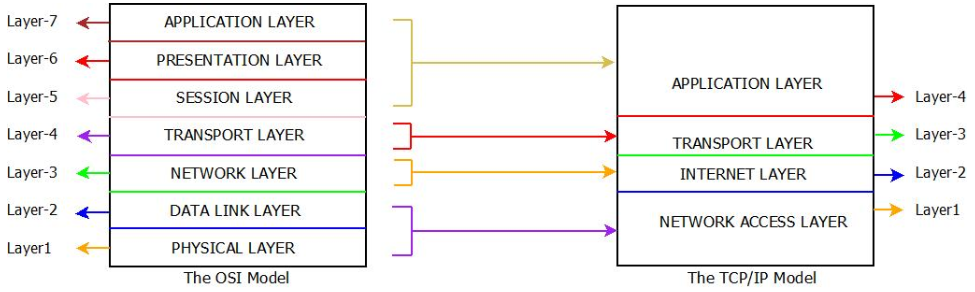 Layer-7
APPLICATION LAYER
Layer-6
PRESENTATION LAYER
Layer-5
SESSION LAYER
Layer-4
TRANSPORT LAYER
Layer-3
NETWORK LAYER
Layer-2
DATA LINK LAYER
Layer1
PHYSICAL LAYER
The OSI Model
APPLICATION LAYER
Layer-4
TRANSPORT LAYER
Layer-3
INTERNET LAYER
Layer-2
NETWORK ACCESS LAYER
Layer1
The TCP/IP Model